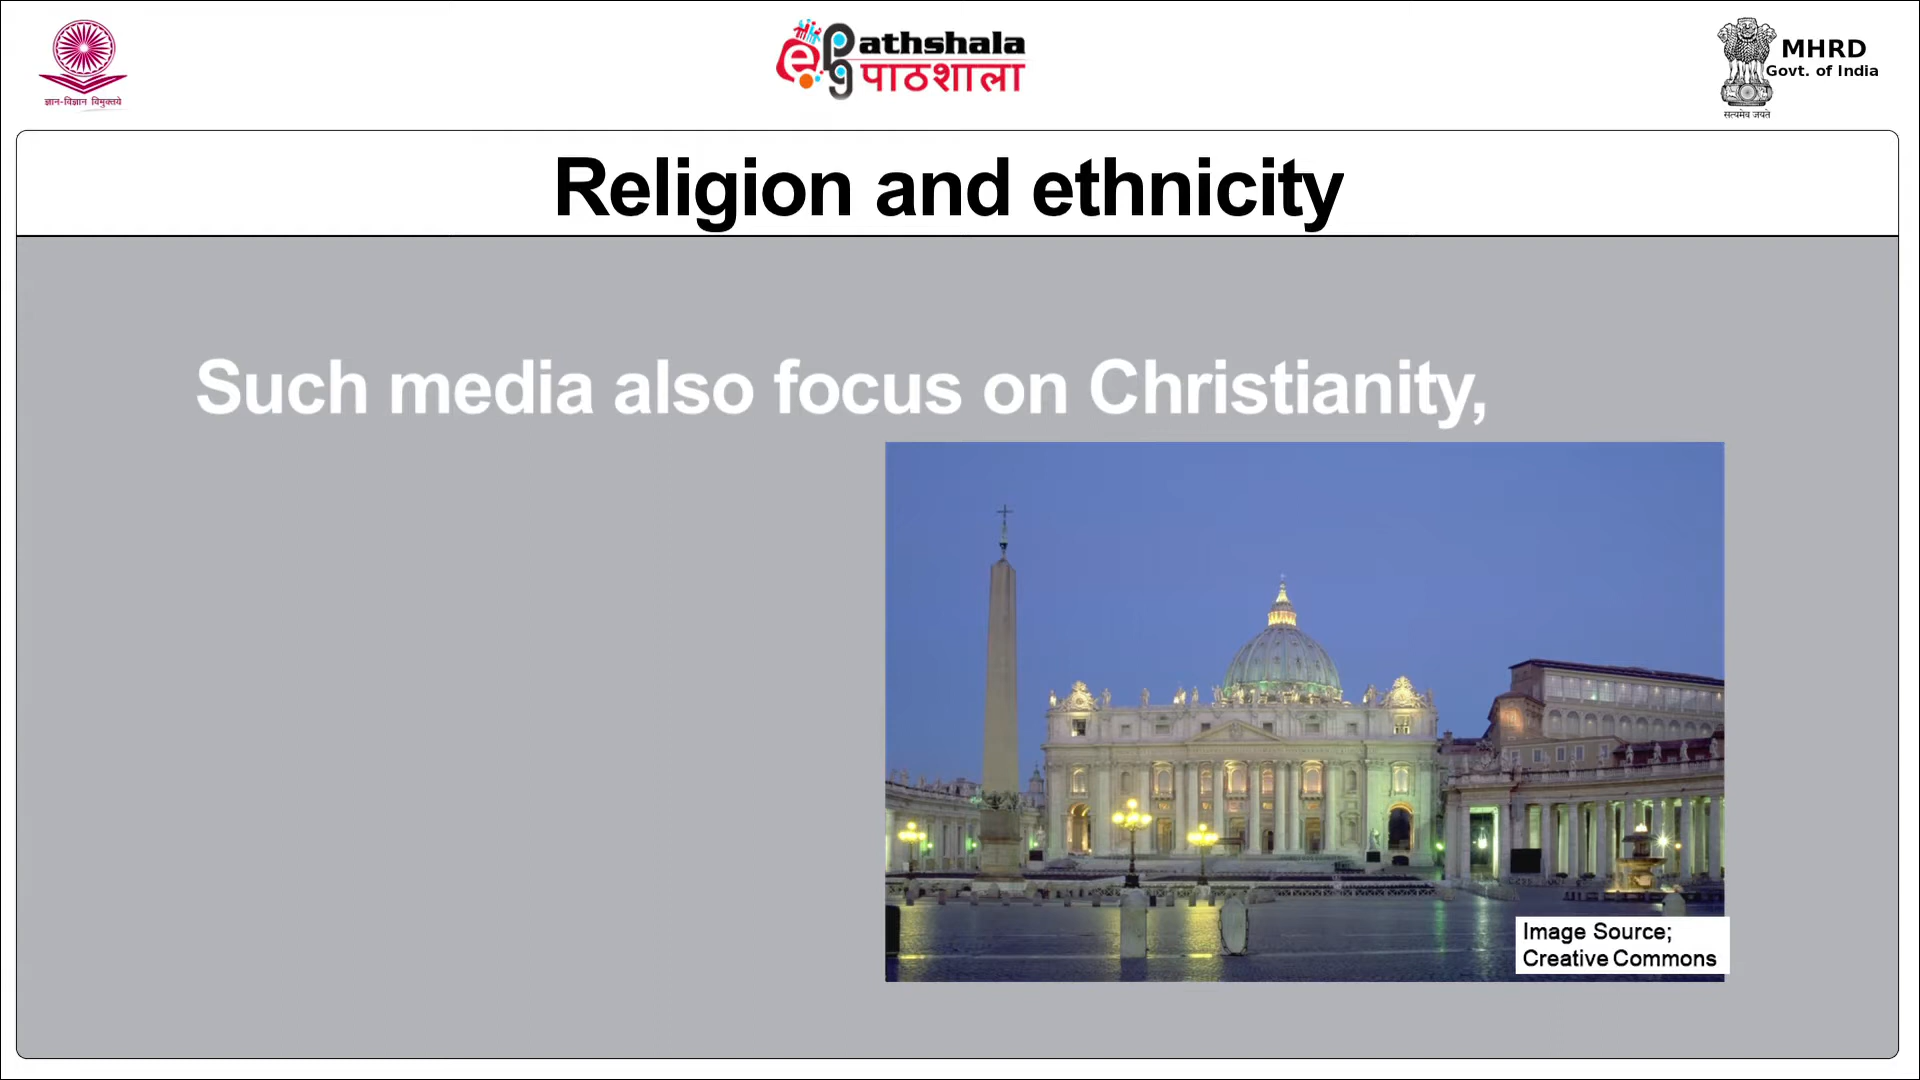 ज्ञान-विज्ञान विमुक्तये
ePG athshala
पाठशाला
MHRD
Govt. of India
सत्यमेव जयते
Religion and ethnicity
Such media also focus on Christianity,
Image Source;
Creative Commons